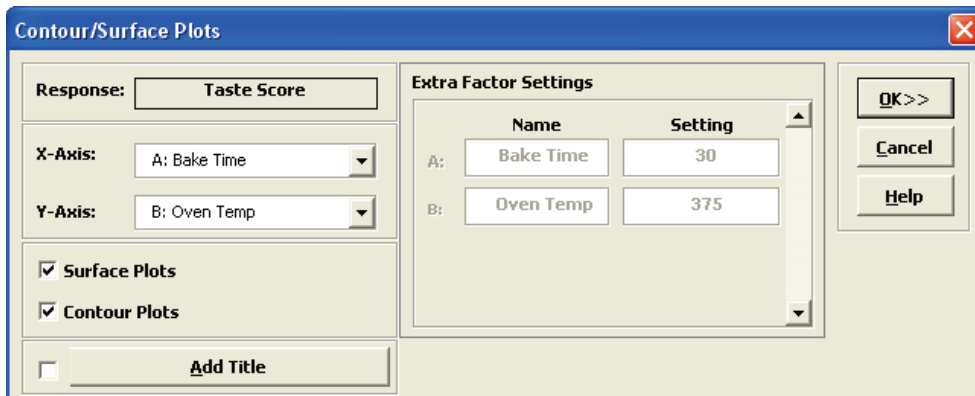 Contour/Surface Plots
Response: Taste Score
X-Axis: A: Bake Time
Y-Axis: B: Oven Temp
Surface Plots
Contour Plots
Add Title
Extra Factor Settings
Name Setting
A: Bake Time 30
B: Oven Temp 375
OK>>
Cancel
Help